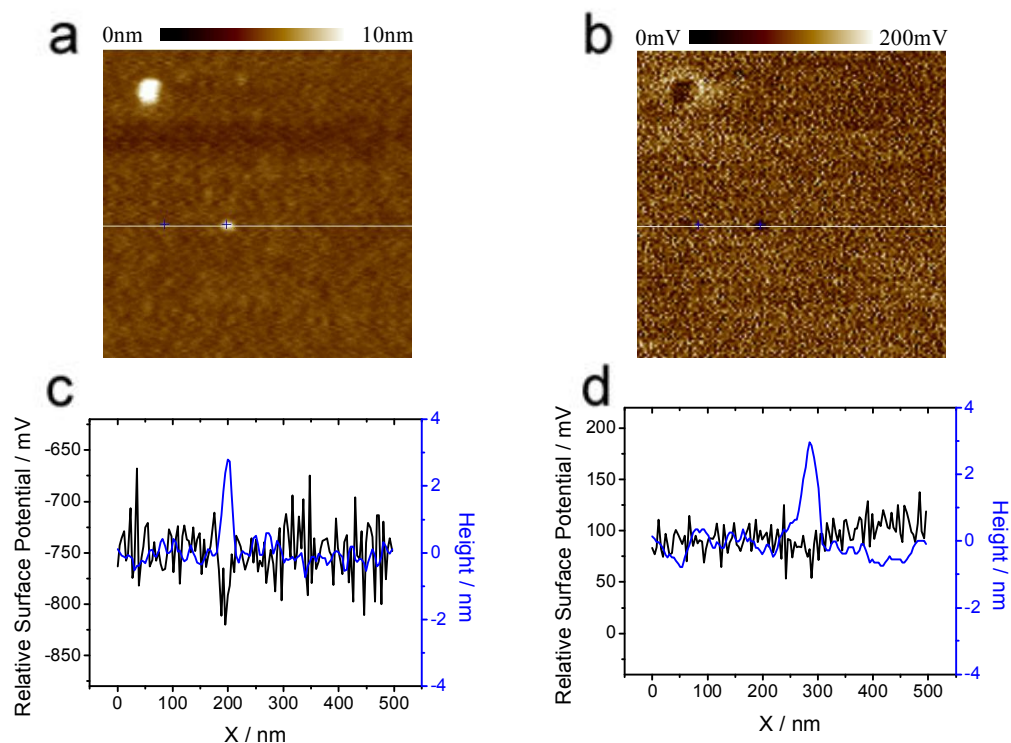 a 0nm 10nm
b 0mV 200mV
c
Relative Surface Potential / mV
-650
-700
-750
-800
-850
4
2
0
-2
-4
Height / nm
0 100 200 300 400 500
X / nm
d
Relative Surface Potential / mV
200
150
100
50
0
4
2
0
-2
-4
Height / nm
0 100 200 300 400 500
X / nm